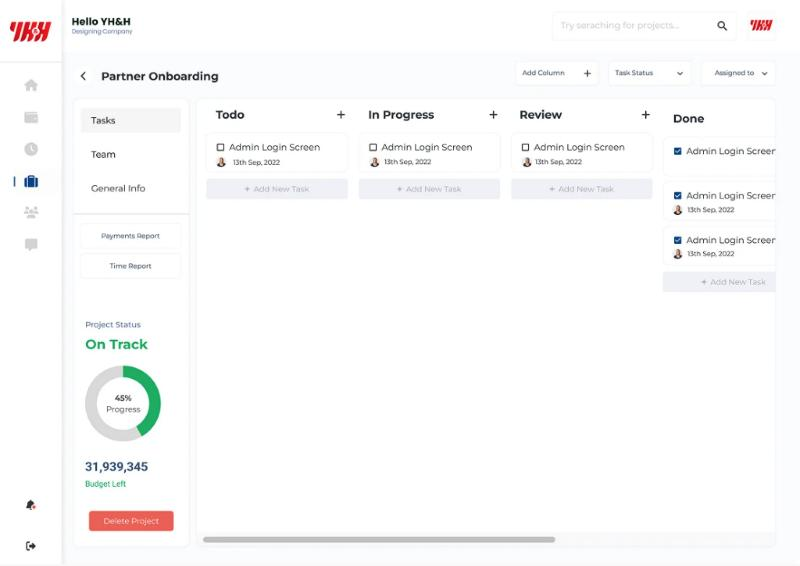 YH&H
Hello YH&H
Designing Company
Try seraching for projects...
YH&H
Partner Onboarding
Add Column +
Task Status
Assigned to
Tasks
Team
General Info
Payments Report
Time Report
Project Status
On Track
45%
Progress
31,939,345
Budget Left
Delete Project
Todo +
Admin Login Screen
13th Sep, 2022
+ Add New Task
In Progress +
Admin Login Screen
13th Sep, 2022
+ Add New Task
Review +
Admin Login Screen
13th Sep, 2022
+ Add New Task
Done
Admin Login Screen
Admin Login Screen
13th Sep, 2022
Admin Login Screen
13th Sep, 2022
+ Add New Task